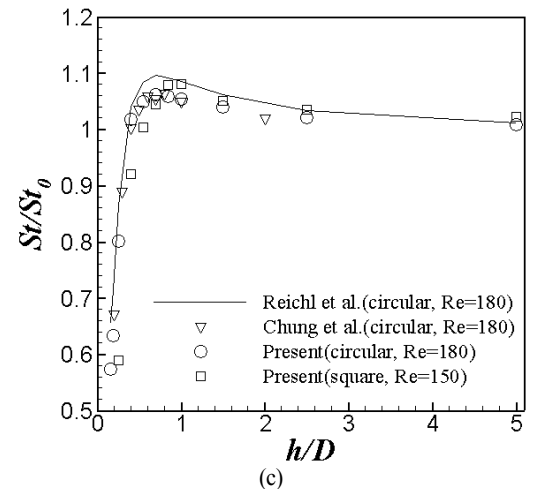 1.2
1.1
1
0.9
0.8
0.7
0.6
0.5
St/St₀
Reichl et al.(circular, Re=180)
Chung et al.(circular, Re=180)
Present(circular, Re=180)
Present(square, Re=150)
0 1 2 3 4 5
h/D
(c)